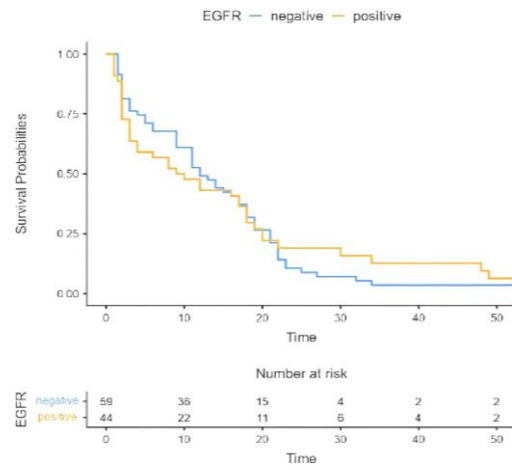 EGFR negative positive
1.00
0.75
0.50
0.25
0.00
Survival Probabilities
0 10 20 30 40 50
Time
Number at risk
EGFR
negative 59 36 15 4 2 2
positive 44 22 11 6 4 2
0 10 20 30 40 50
Time